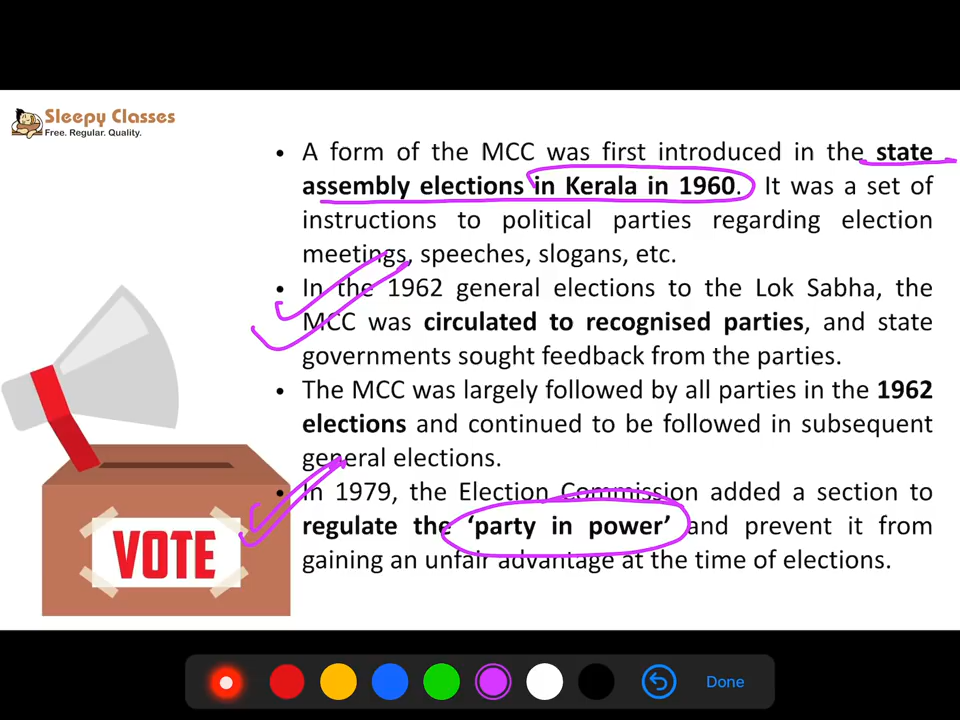 Sleepy Classes
Free. Regular. Quality.
• A form of the MCC was first introduced in the state
assembly elections in Kerala in 1960. It was a set of
instructions to political parties regarding election
meetings, speeches, slogans, etc.
• In the 1962 general elections to the Lok Sabha, the
MCC was circulated to recognised parties, and state
governments sought feedback from the parties.
• The MCC was largely followed by all parties in the 1962
elections and continued to be followed in subsequent
general elections.
• In 1979, the Election Commission added a section to
regulate the ‘party in power’ and prevent it from
gaining an unfair advantage at the time of elections.
VOTE
Done